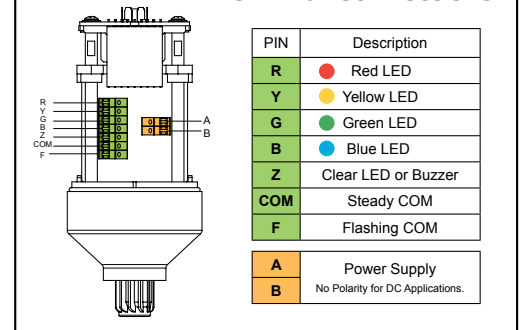 PIN Description
R Red LED
Y Yellow LED
G Green LED
B Blue LED
Z Clear LED or Buzzer
COM Steady COM
F Flashing COM
A Power Supply
B No Polarity for DC Applications.
R
Y
G
B
Z
COM
F
A
B